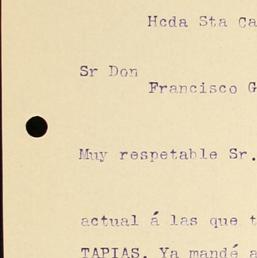 Hcda Sta Ca
Sr Don
Francisco G
Muy respetable Sr.
actual á las que t
TAPIAS. Ya mandé a